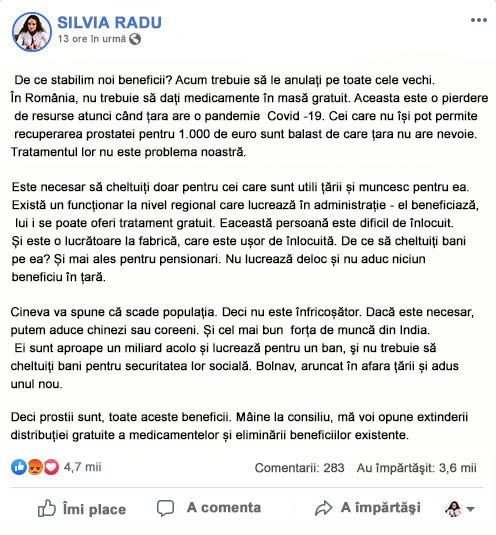 SILVIA RADU
13 ore în urmă
De ce stabilim noi beneficii? Acum trebuie să le anulați pe toate cele vechi.
În România, nu trebuie să dați medicamente în masă gratuit. Aceasta este o pierdere
de resurse atunci când țara are o pandemie Covid -19. Cei care nu își pot permite
recuperarea prostatei pentru 1.000 de euro sunt balast de care țara nu are nevoie.
Tratamentul lor nu este problema noastră.
Este necesar să cheltuiți doar pentru cei care sunt utili țării și muncesc pentru ea.
Există un funcționar la nivel regional care lucrează în administrație - el beneficiază,
lui i se poate oferi tratament gratuit. Eaceastă persoană este dificil de înlocuit.
Și este o lucrătoare la fabrică, care este ușor de înlocuită. De ce să cheltuiți bani
pe ea? Și mai ales pentru pensionari. Nu lucrează deloc și nu aduc niciun
beneficiu în țară.
Cineva va spune că scade populația. Deci nu este înfricoșător. Dacă este necesar,
putem aduce chinezi sau coreeni. Și cel mai bun forța de muncă din India.
Ei sunt aproape un miliard acolo și lucrează pentru un ban, şi nu trebuie să
cheltuiți bani pentru securitatea lor socială. Bolnav, aruncat în afara țării și adus
unul nou.
Deci prostii sunt, toate aceste beneficii. Mâine la consiliu, mă voi opune extinderii
distribuției gratuite a medicamentelor și eliminării beneficiilor existente.
4,7 mii Comentarii: 283 Au împărtășit: 3,6 mii
Îmi place A comenta A împărtăşi